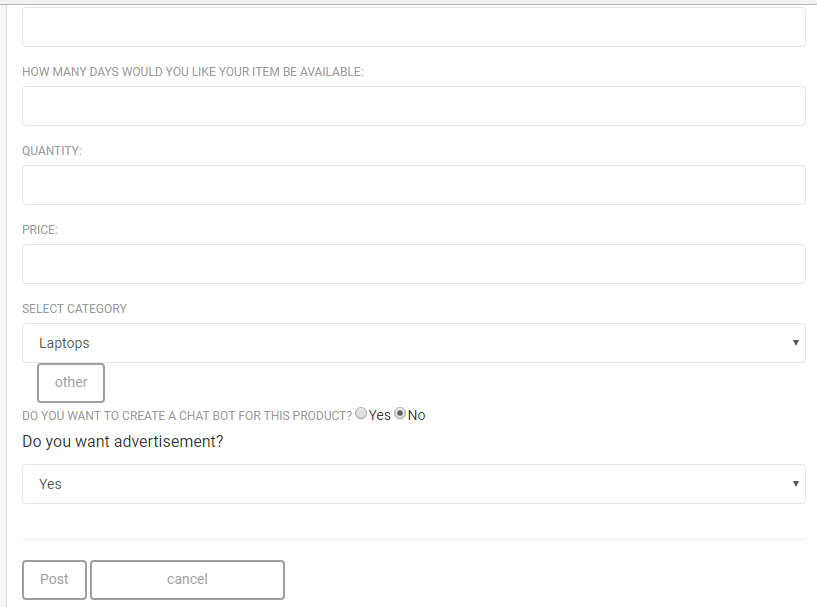 HOW MANY DAYS WOULD YOU LIKE YOUR ITEM BE AVAILABLE:
QUANTITY:
PRICE:
SELECT CATEGORY
Laptops
other
DO YOU WANT TO CREATE A CHAT BOT FOR THIS PRODUCT? Yes No
Do you want advertisement?
Yes
Post cancel